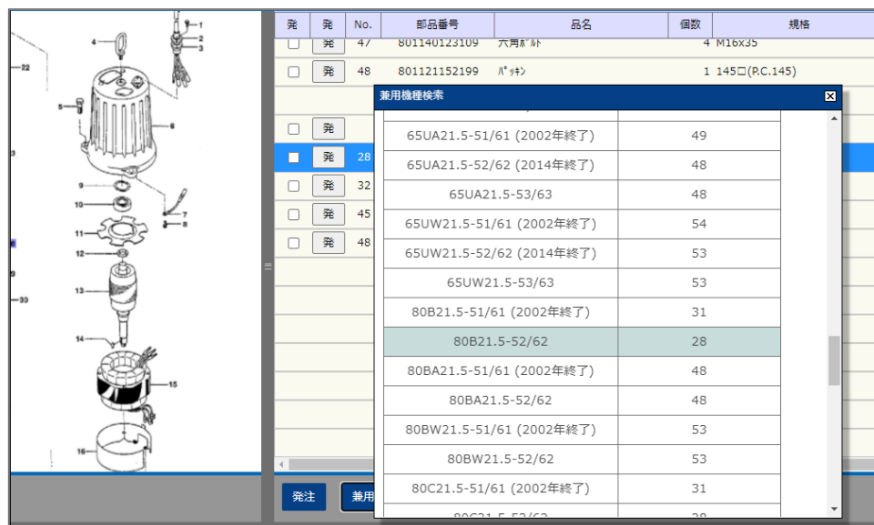 発 発 No. 部品番号 品名 個数 規格
発 47 801140123109 六角ﾎﾞﾙﾄ 4 M16x35
発 48 801121152199 ﾊﾟｯｷﾝ 1 145□(P.C.145)
兼用機種検索
発
65UA21.5-51/61 (2002年終了) 49
発 28
65UA21.5-52/62 (2014年終了) 48
発 32
65UA21.5-53/63 48
発 45
65UW21.5-51/61 (2002年終了) 54
発 48
65UW21.5-52/62 (2014年終了) 53
65UW21.5-53/63 53
80B21.5-51/61 (2002年終了) 31
80B21.5-52/62 28
80BA21.5-51/61 (2002年終了) 48
80BA21.5-52/62 48
80BW21.5-51/61 (2002年終了) 53
80BW21.5-52/62 53
80C21.5-51/61 (2002年終了) 31
発注 兼用
1
2
3
4
22
5
6
9
10
7
8
11
12
13
14
15
16